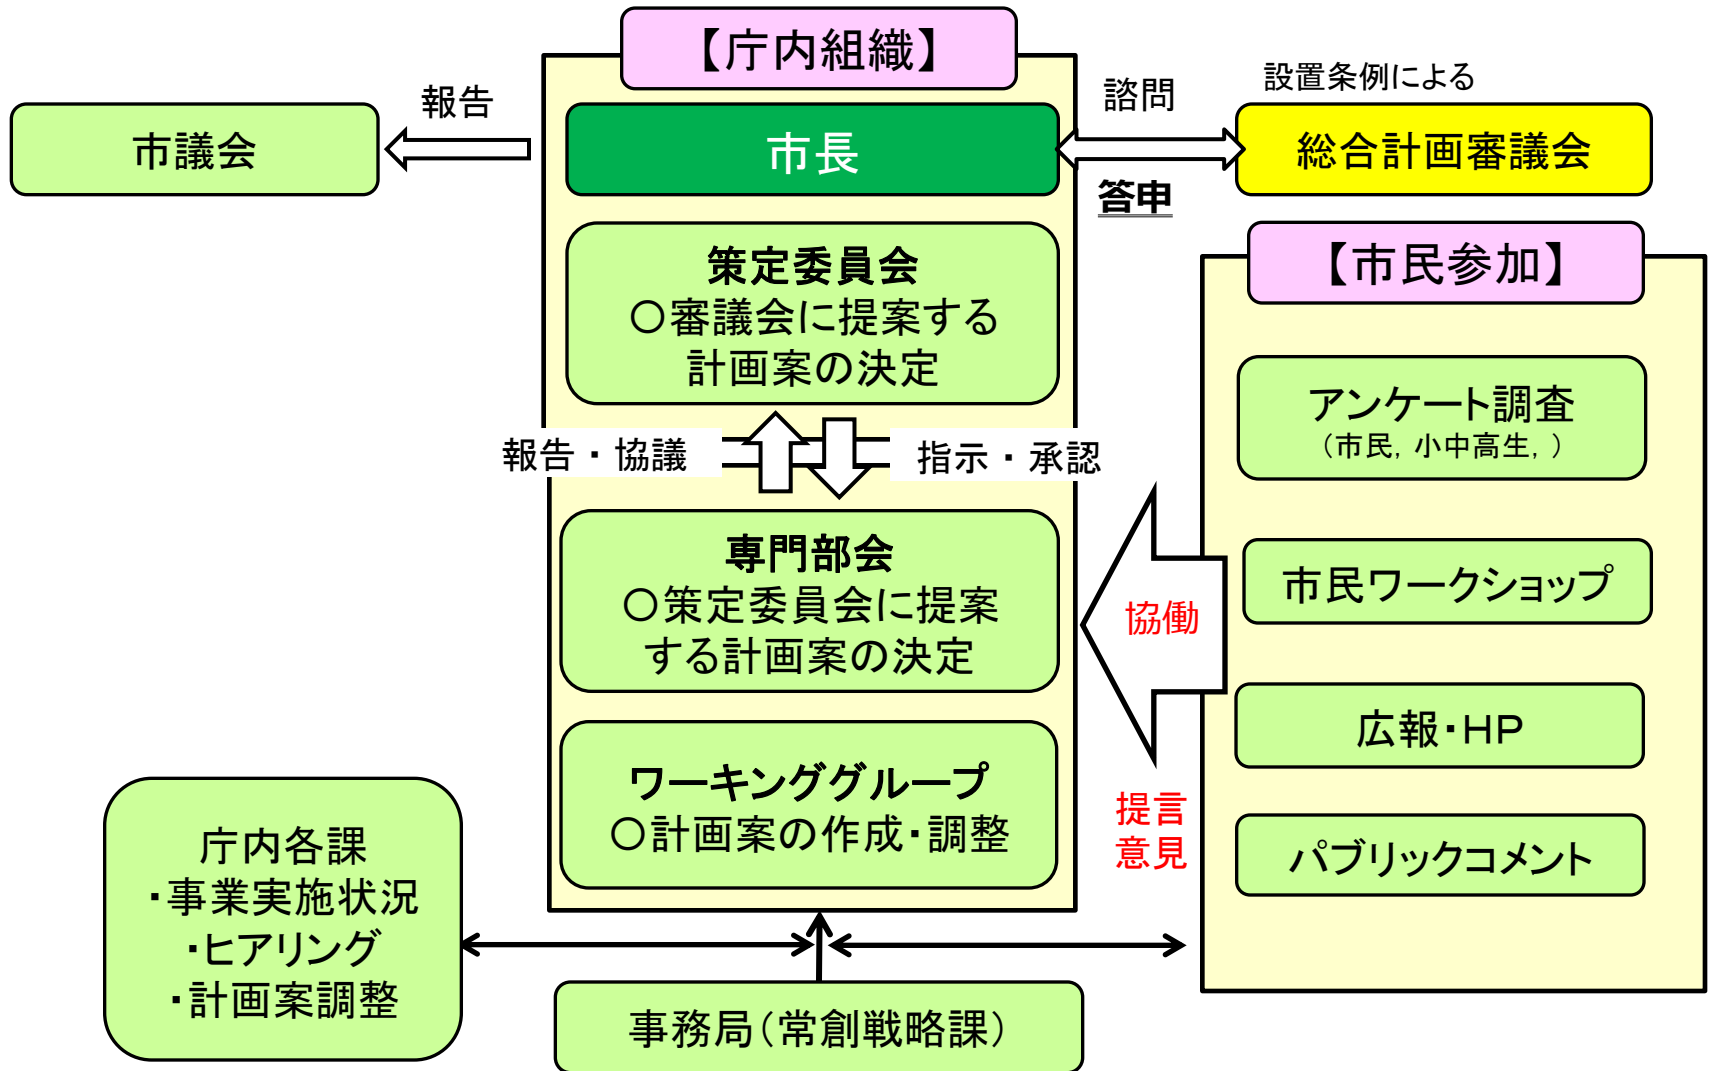 【庁内組織】
報告
市議会
市長
諮問
答申
設置条例による
総合計画審議会
策定委員会
○審議会に提案する
計画案の決定
報告・協議
指示・承認
専門部会
○策定委員会に提案
する計画案の決定
ワーキンググループ
○計画案の作成・調整
【市民参加】
アンケート調査
（市民，小中高生，）
市民ワークショップ
広報・HP
パブリックコメント
協働
提言
意見
庁内各課
・事業実施状況
・ヒアリング
・計画案調整
事務局（常創戦略課）